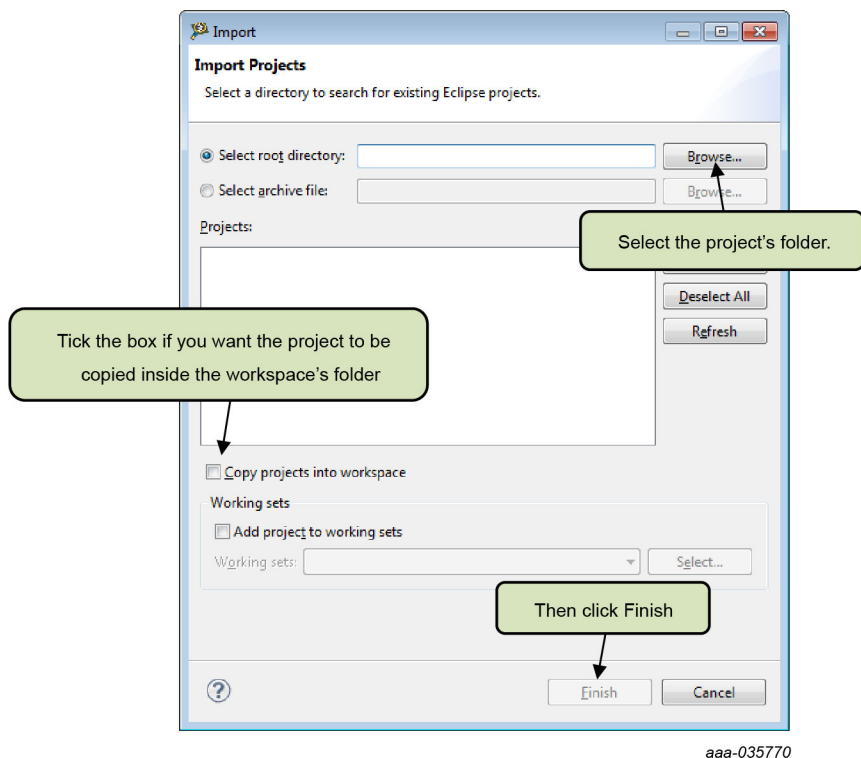 Import
Import Projects
Select a directory to search for existing Eclipse projects.
Select root directory:
Browse...
Select archive file:
Browse...
Projects:
Select the project's folder.
Deselect All
Refresh
Tick the box if you want the project to be
copied inside the workspace's folder
Copy projects into workspace
Working sets
Add project to working sets
Working sets:
Select...
Then click Finish
Finish
Cancel
aaa-035770